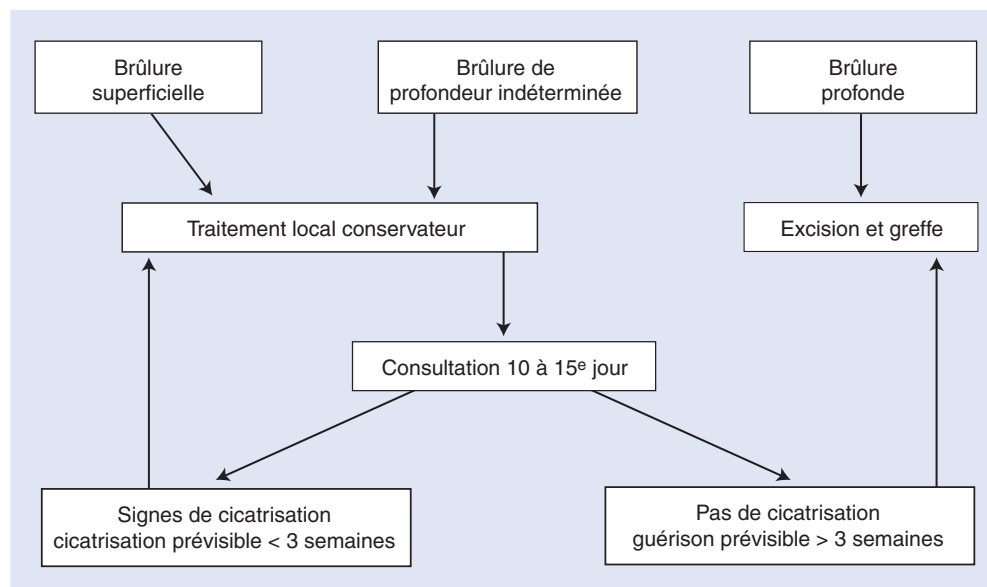 Brûlure
superficielle
Brûlure de
profondeur indéterminée
Brûlure
profonde
Traitement local conservateur
Excision et greffe
Consultation 10 à 15e jour
Signes de cicatrisation
cicatrisation prévisible < 3 semaines
Pas de cicatrisation
guérison prévisible > 3 semaines